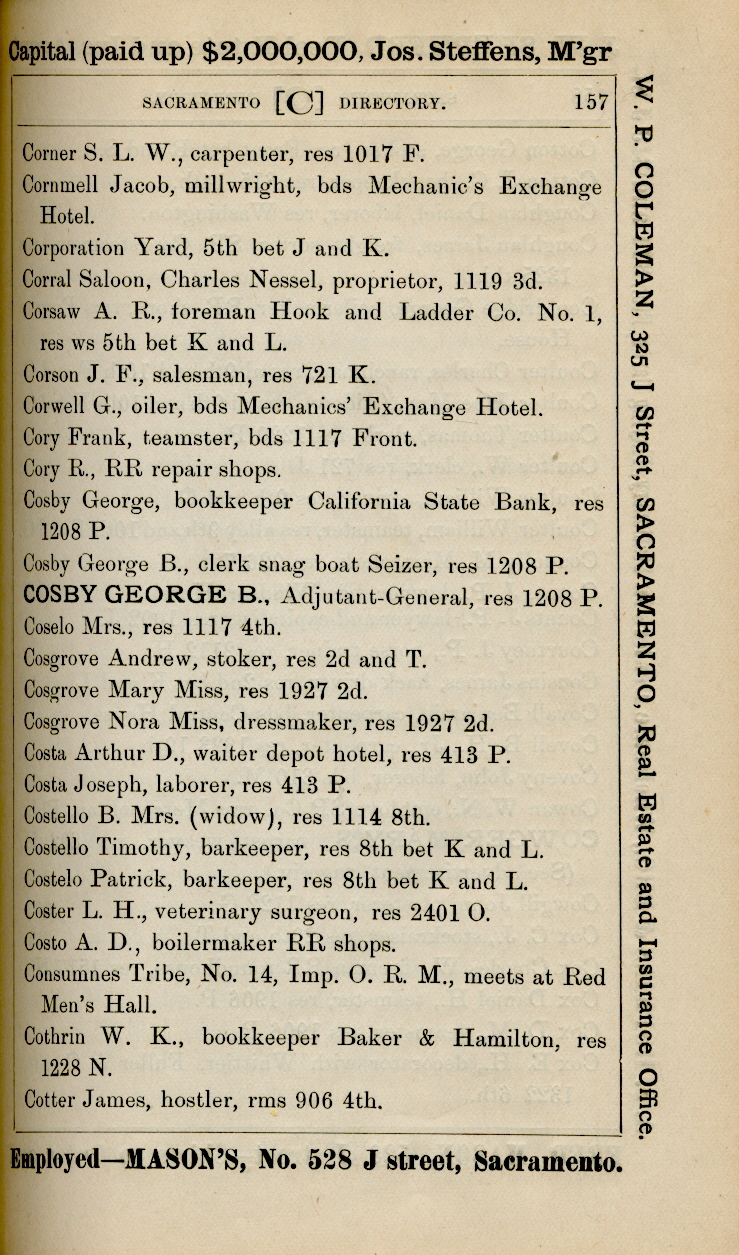 Capital (paid up) $2,000,000, Jos. Steffens, M'gr
SACRAMENTO [C] DIRECTORY. 157
Corner S. L. W., carpenter, res 1017 F.
Cornmell Jacob, millwright, bds Mechanic's Exchange
Hotel.
Corporation Yard, 5th bet J and K.
Corral Saloon, Charles Nessel, proprietor, 1119 3d.
Corsaw A. R., foreman Hook and Ladder Co. No. 1,
res ws 5th bet K and L.
Corson J. F., salesman, res 721 K.
Corwell G., oiler, bds Mechanics' Exchange Hotel.
Cory Frank, teamster, bds 1117 Front.
Cory R., RR repair shops.
Cosby George, bookkeeper California State Bank, res
1208 P.
Cosby George B., clerk snag boat Seizer, res 1208 P.
COSBY GEORGE B., Adjutant-General, res 1208 P.
Coselo Mrs., res 1117 4th.
Cosgrove Andrew, stoker, res 2d and T.
Cosgrove Mary Miss, res 1927 2d.
Cosgrove Nora Miss, dressmaker, res 1927 2d.
Costa Arthur D., waiter depot hotel, res 413 P.
Costa Joseph, laborer, res 413 P.
Costello B. Mrs. (widow), res 1114 8th.
Costello Timothy, barkeeper, res 8th bet K and L.
Costelo Patrick, barkeeper, res 8th bet K and L.
Coster L. H., veterinary surgeon, res 2401 O.
Costo A. D., boilermaker RR shops.
Consumnes Tribe, No. 14, Imp. O. R. M., meets at Red
Men's Hall.
Cothrin W. K., bookkeeper Baker & Hamilton, res
1228 N.
Cotter James, hostler, rms 906 4th.
Employed—MASON'S, No. 528 J street, Sacramento.
W. P. COLEMAN, 325 J Street, SACRAMENTO, Real Estate and Insurance Office.